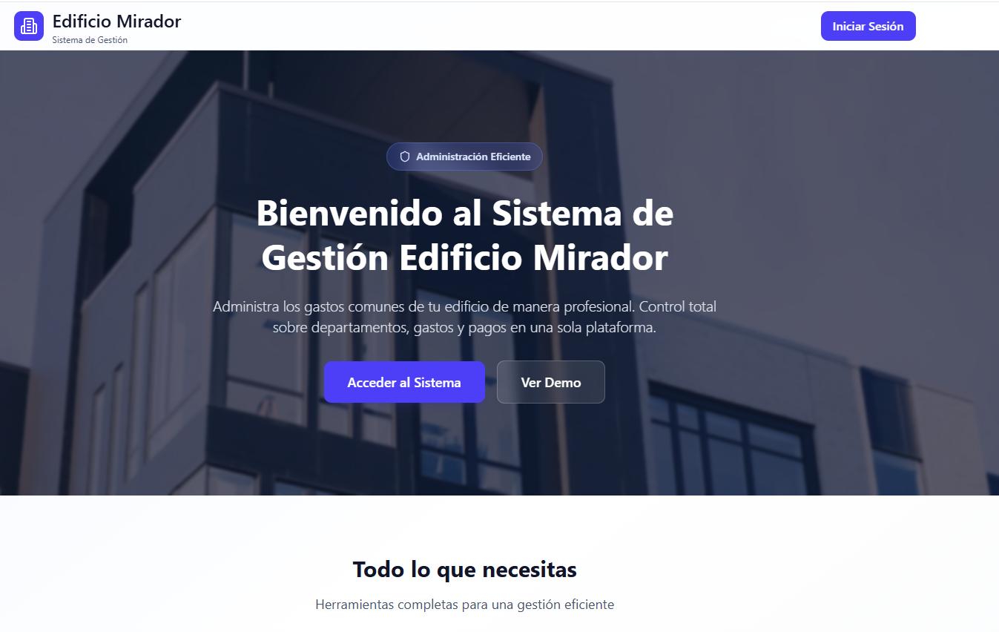 Edificio Mirador
Sistema de Gestión
Iniciar Sesión
Administración Eficiente
Bienvenido al Sistema de
Gestión Edificio Mirador
Administra los gastos comunes de tu edificio de manera profesional. Control total
sobre departamentos, gastos y pagos en una sola plataforma.
Acceder al Sistema
Ver Demo
Todo lo que necesitas
Herramientas completas para una gestión eficiente